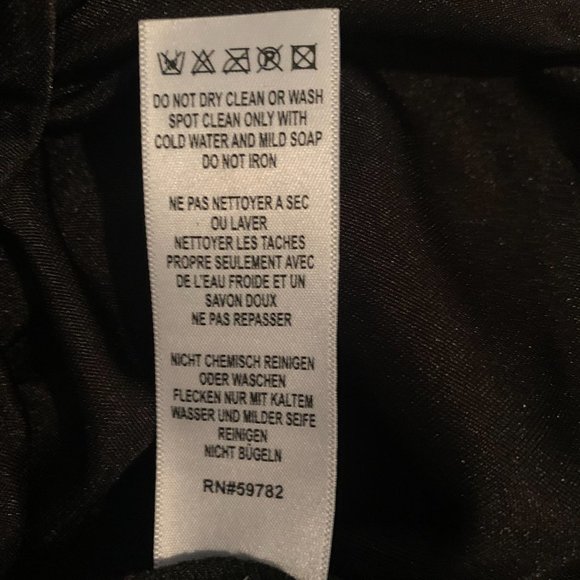 DO NOT DRY CLEAN OR WASH
SPOT CLEAN ONLY WITH
COLD WATER AND MILD SOAP
DO NOT IRON
NE PAS NETTOYER A SEC
OU LAVER
NETTOYER LES TACHES
PROPRE SEULEMENT AVEC
DE L'EAU FROIDE ET UN
SAVON DOUX
NE PAS REPASSER
NICHT CHEMISCH REINIGEN
ODER WASCHEN
FLECKEN NUR MIT KALTEM
WASSER UND MILDER SEIFE
REINIGEN
NICHT BÜGELN
RN#59782